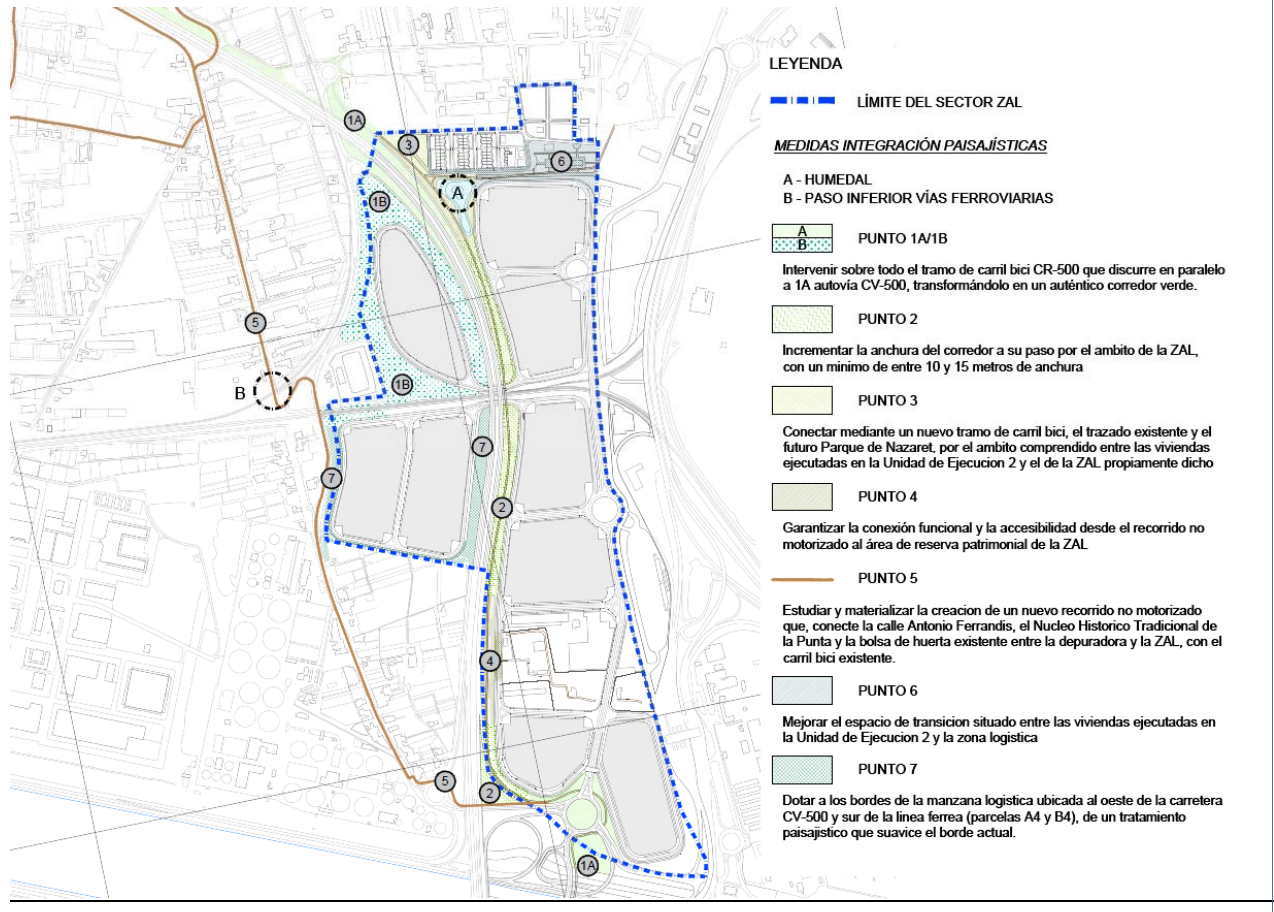 LEYENDA
LÍMITE DEL SECTOR ZAL
MEDIDAS INTEGRACIÓN PAISAJÍSTICAS
A - HUMEDAL
B - PASO INFERIOR VÍAS FERROVIARIAS
A
B
PUNTO 1A/1B
Intervenir sobre todo el tramo de carril bici CR-500 que discurre en paralelo
a 1A autovía CV-500, transformándolo en un auténtico corredor verde.
PUNTO 2
Incrementar la anchura del corredor a su paso por el ambito de la ZAL,
con un minimo de entre 10 y 15 metros de anchura
PUNTO 3
Conectar mediante un nuevo tramo de carril bici, el trazado existente y el
futuro Parque de Nazaret, por el ambito comprendido entre las viviendas
ejecutadas en la Unidad de Ejecucion 2 y el de la ZAL propiamente dicho
PUNTO 4
Garantizar la conexión funcional y la accesibilidad desde el recorrido no
motorizado al área de reserva patrimonial de la ZAL
PUNTO 5
Estudiar y materializar la creacion de un nuevo recorrido no motorizado
que, conecte la calle Antonio Ferrandis, el Nucleo Historico Tradicional de
la Punta y la bolsa de huerta existente entre la depuradora y la ZAL, con el
carril bici existente.
PUNTO 6
Mejorar el espacio de transicion situado entre las viviendas ejecutadas en
la Unidad de Ejecucion 2 y la zona logistica
PUNTO 7
Dotar a los bordes de la manzana logistica ubicada al oeste de la carretera
CV-500 y sur de la linea ferrea (parcelas A4 y B4), de un tratamiento
paisajistico que suavice el borde actual.
1A
3
6
A
1B
5
B
1B
7
7
2
4
5
2
1A